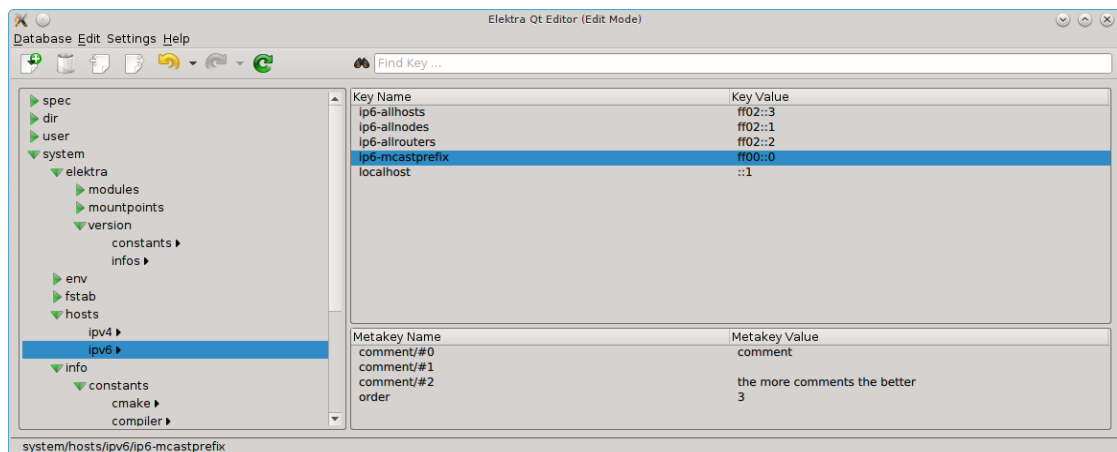 Elektra Qt Editor (Edit Mode)
Database Edit Settings Help
Find Key ...
spec
dir
user
system
elektra
modules
mountpoints
version
constants
infos
env
fstab
hosts
ipv4
ipv6
info
constants
cmake
compiler
Key Name Key Value
ip6-allhosts ff02::3
ip6-allnodes ff02::1
ip6-allrouters ff02::2
ip6-mcastprefix ff00::0
localhost ::1
Metakey Name Metakey Value
comment/#0 comment
comment/#1
comment/#2 the more comments the better
order 3
system/hosts/ipv6/ip6-mcastprefix